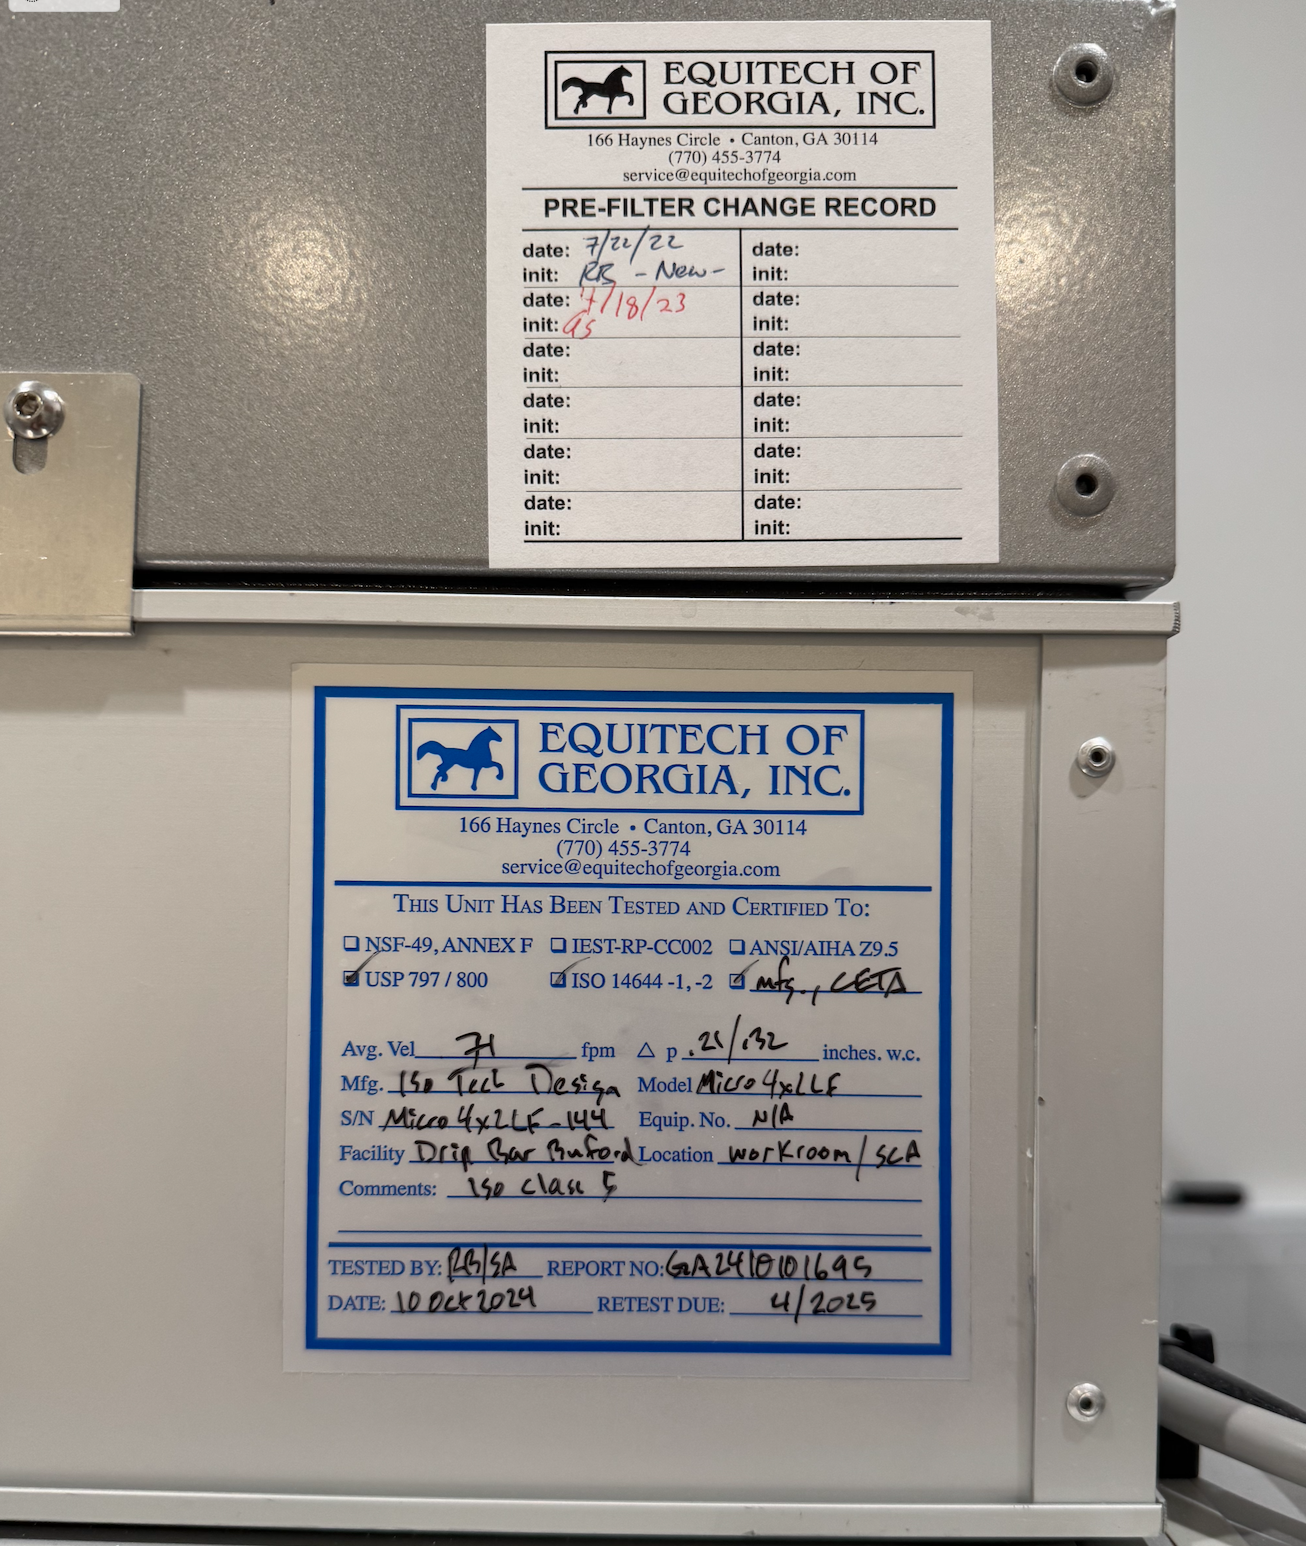 EQUITECH OF
GEORGIA, INC.
166 Haynes Circle • Canton, GA 30114
(770) 455-3774
service@equitechofgeorgia.com
PRE-FILTER CHANGE RECORD
date: 7/22/22 date:
init: RB - New - init:
date: 7/18/23 date:
init: as init:
date: date:
init: init:
date: date:
init: init:
date: date:
init: init:
date: date:
init: init:
EQUITECH OF
GEORGIA, INC.
166 Haynes Circle • Canton, GA 30114
(770) 455-3774
service@equitechofgeorgia.com
THIS UNIT HAS BEEN TESTED AND CERTIFIED TO:
☐ NSF-49, ANNEX F ☐ IEST-RP-CC002 ☐ ANSI/AIHA Z9.5
☑ USP 797 / 800 ☑ ISO 14644 -1, -2 ☑ mfg., CETA
Avg. Vel 71 fpm Δ p .21/.32 inches. w.c.
Mfg. Iso Tech Design Model Micro4x2LF
S/N Micro4x2LF-144 Equip. No. N/A
Facility Drip Bar Buford Location workroom/SCA
Comments: Iso class 5
TESTED BY: RB/SA REPORT NO: GA2410101695
DATE: 10 Oct 2024 RETEST DUE: 4/2025